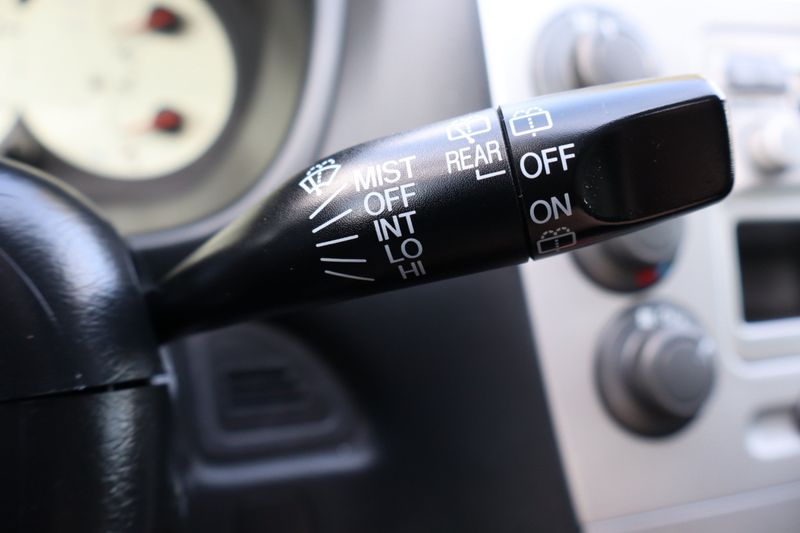 MIST
OFF
INT
LO
HI
REAR
OFF
ON